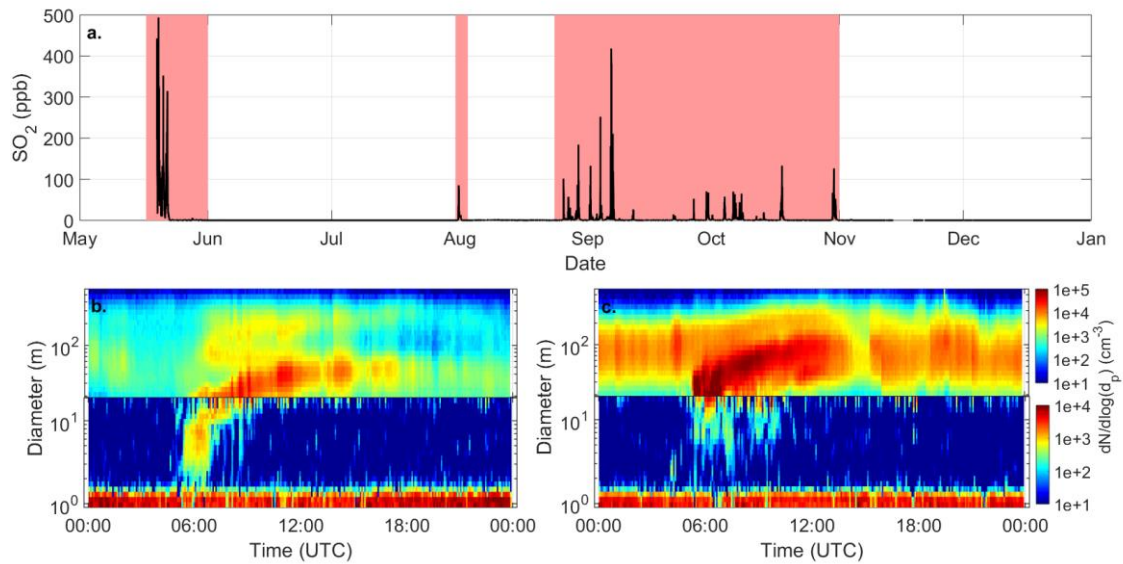 a.
500
400
300
200
100
0
SO2 (ppb)
May Jun Jul Aug Sep Oct Nov Dec Jan
Date
b.
10^2
Diameter (m)
10^1
10^0
Diameter (m)
00:00 06:00 12:00 18:00 00:00
Time (UTC)
c.
10^2
Diameter (m)
10^1
10^0
Diameter (m)
00:00 06:00 12:00 18:00 00:00
Time (UTC)
1e+5
1e+4
1e+3
1e+2
1e+1
1e+4
1e+3
1e+2
1e+1
dN/dlog(dp) (cm-3)